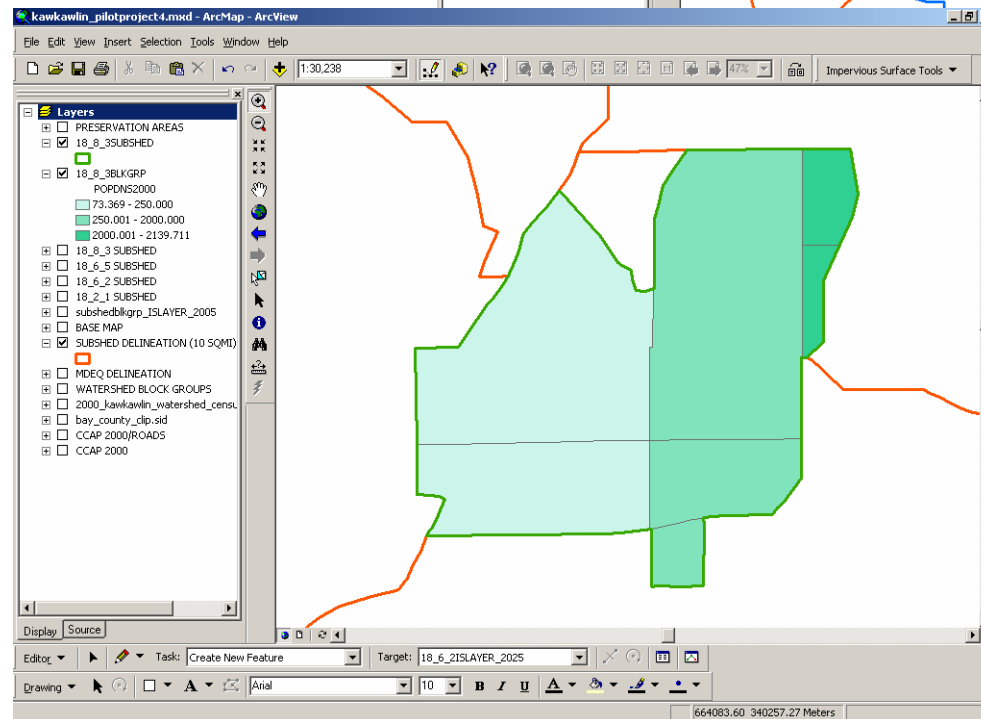 kawkawlin_pilotproject4.mxd - ArcMap - ArcView
File Edit View Insert Selection Tools Window Help
1:30,238 47% Impervious Surface Tools
Layers
PRESERVATION AREAS
18_8_3SUBSHED
18_8_3BLKGRP
POPDNS2000
73.369 - 250.000
250.001 - 2000.000
2000.001 - 2139.711
18_8_3 SUBSHED
18_6_5 SUBSHED
18_6_2 SUBSHED
18_2_1 SUBSHED
subshedblkgrp_ISLAYER_2005
BASE MAP
SUBSHED DELINEATION (10 SQMI)
MDEQ DELINEATION
WATERSHED BLOCK GROUPS
2000_kawkawlin_watershed_censu
bay_county_clip.sid
CCAP 2000/ROADS
CCAP 2000
Display Source
Editor Task: Create New Feature Target: 18_6_2ISLAYER_2025
Drawing A Arial 10 B I U A
664083.60 340257.27 Meters